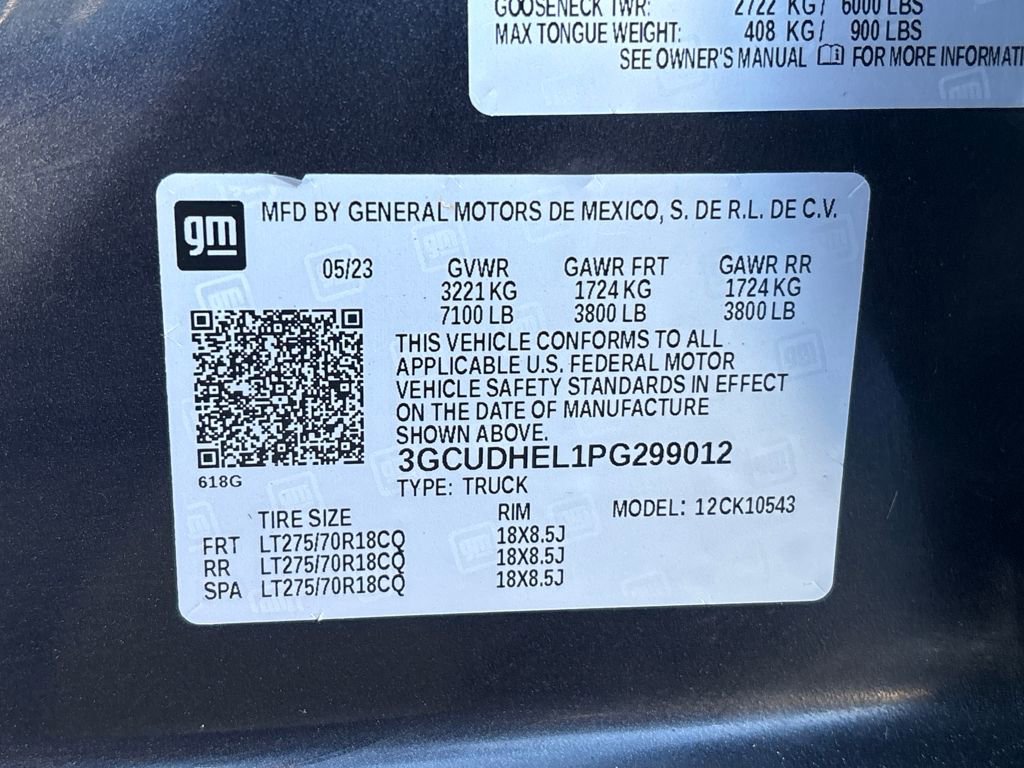 GOOSENECK TWR: 2722 KG/ 6000 LBS
MAX TONGUE WEIGHT: 408 KG/ 900 LBS
SEE OWNER'S MANUAL FOR MORE INFORMATI
gm
MFD BY GENERAL MOTORS DE MEXICO, S. DE R.L. DE C.V.
05/23 GVWR GAWR FRT GAWR RR
3221 KG 1724 KG 1724 KG
7100 LB 3800 LB 3800 LB
THIS VEHICLE CONFORMS TO ALL
APPLICABLE U.S. FEDERAL MOTOR
VEHICLE SAFETY STANDARDS IN EFFECT
ON THE DATE OF MANUFACTURE
SHOWN ABOVE.
3GCUDHEL1PG299012
618G
TYPE: TRUCK
TIRE SIZE RIM MODEL: 12CK10543
FRT LT275/70R18CQ 18X8.5J
RR LT275/70R18CQ 18X8.5J
SPA LT275/70R18CQ 18X8.5J